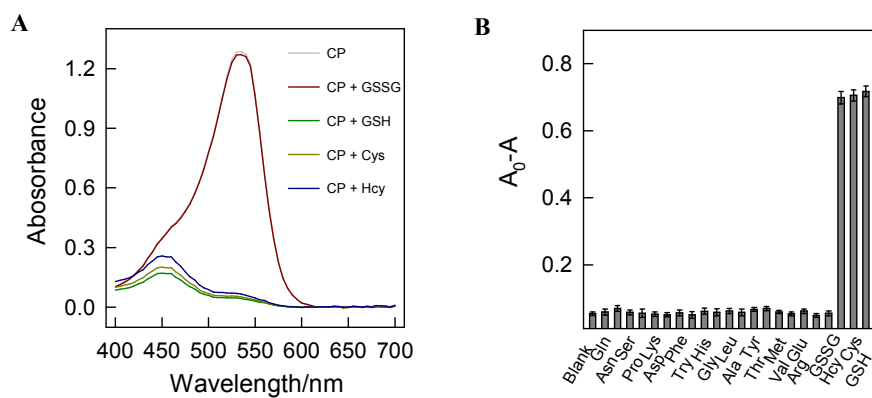 A
B
CP
CP + GSSG
CP + GSH
CP + Cys
CP + Hcy
Abosorbance
1.2
0.9
0.6
0.3
0.0
400 450 500 550 600 650 700
Wavelength/nm
A0-A
0.8
0.6
0.4
0.2
Blank
Gln
Asn
Ser
Pro
Lys
Asp
Phe
Try
His
Gly
Leu
Ala
Tyr
Thr
Met
Val
Glu
Arg
GSSG
Hcy
Cys
GSH